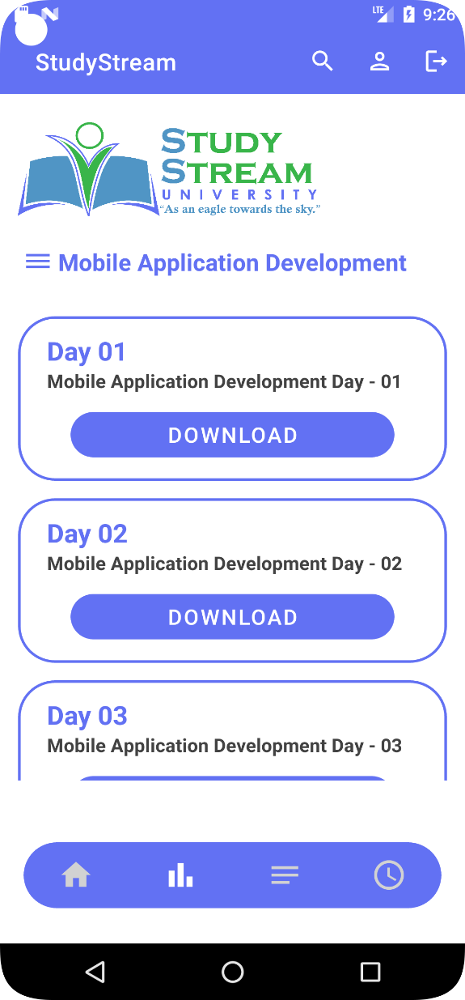 LTE
9:26
StudyStream
STUDY
STREAM
UNIVERSITY
“As an eagle towards the sky.”
Mobile Application Development
Day 01
Mobile Application Development Day - 01
DOWNLOAD
Day 02
Mobile Application Development Day - 02
DOWNLOAD
Day 03
Mobile Application Development Day - 03